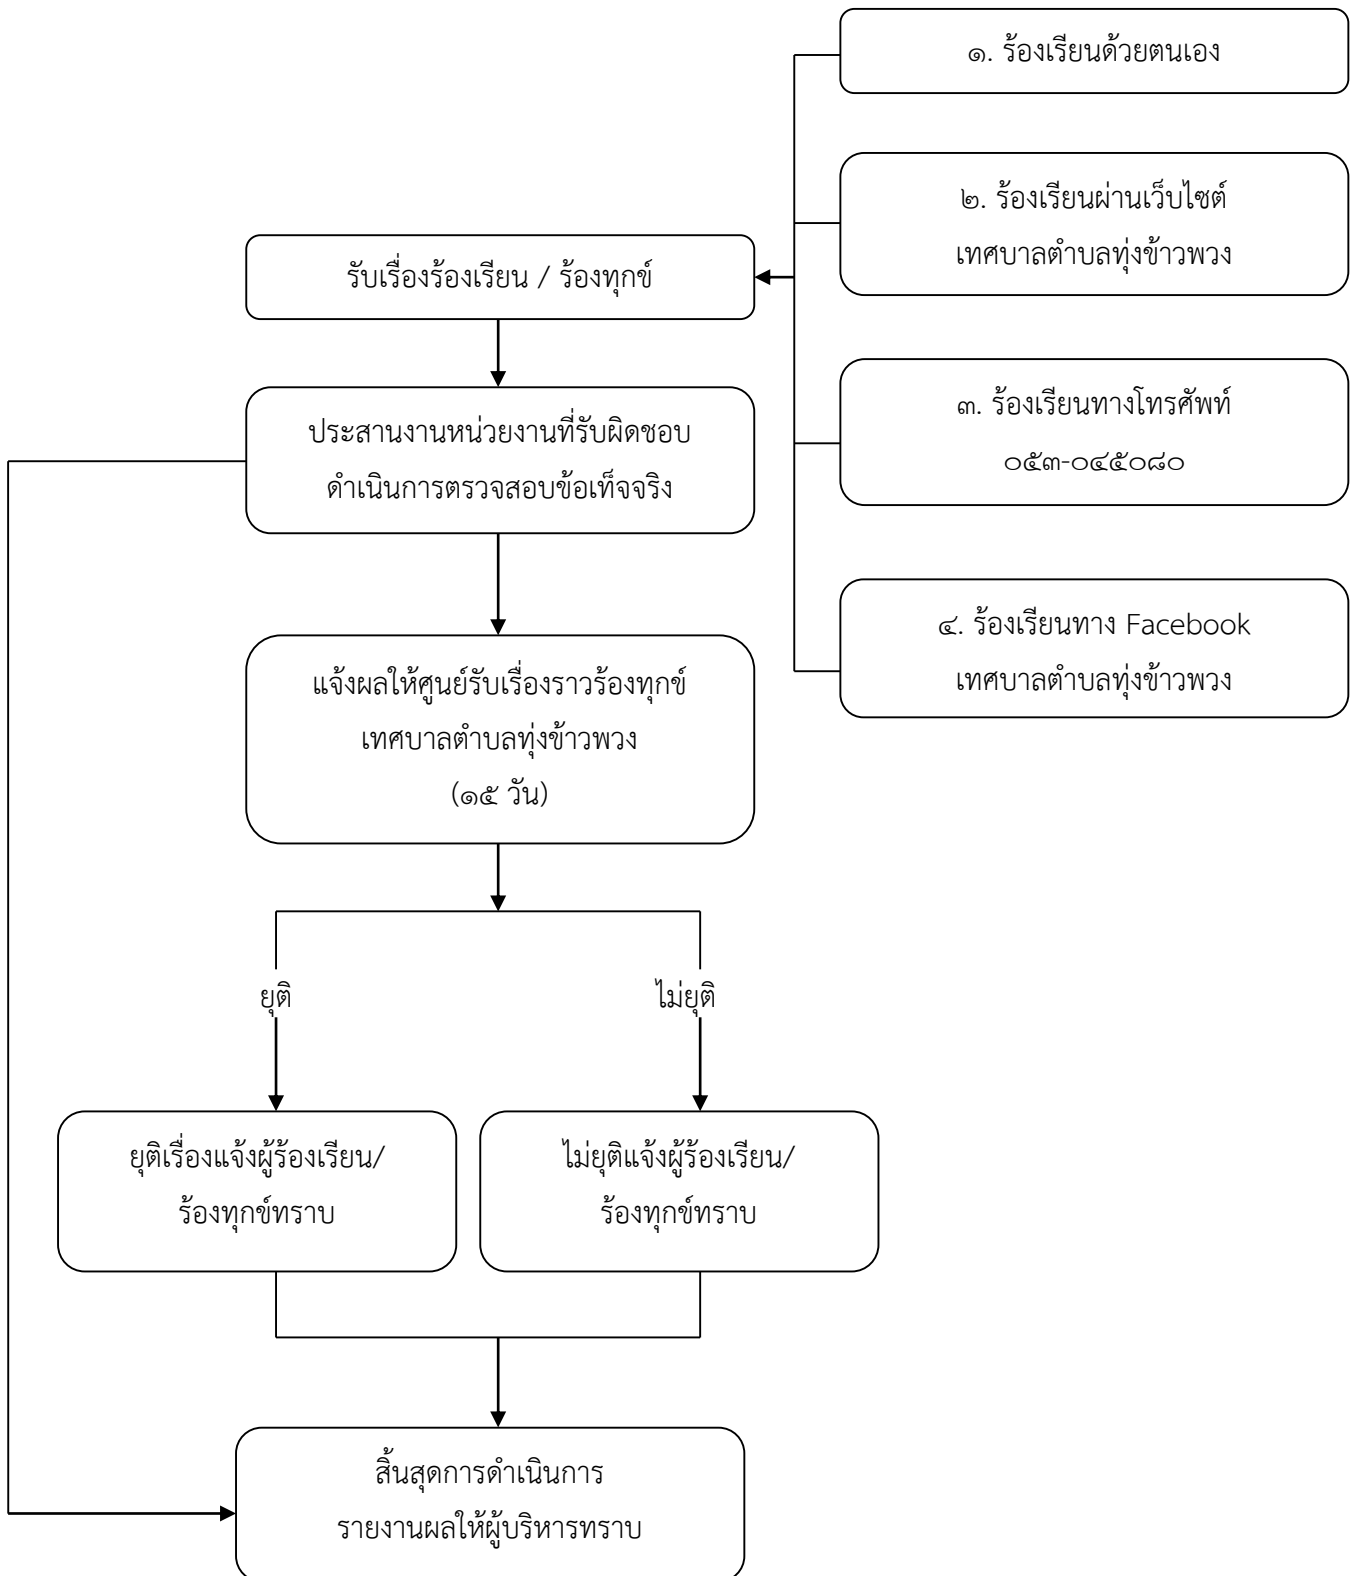 ๑. ร้องเรียนด้วยตนเอง
๒. ร้องเรียนผ่านเว็บไซต์
เทศบาลตำบลทุ่งข้าวพวง
รับเรื่องร้องเรียน / ร้องทุกข์
๓. ร้องเรียนทางโทรศัพท์
๐๕๓-๐๔๕๐๘๐
ประสานงานหน่วยงานที่รับผิดชอบ
ดำเนินการตรวจสอบข้อเท็จจริง
๔. ร้องเรียนทาง Facebook
เทศบาลตำบลทุ่งข้าวพวง
แจ้งผลให้ศูนย์รับเรื่องราวร้องทุกข์
เทศบาลตำบลทุ่งข้าวพวง
(๑๕ วัน)
ยุติ
ไม่ยุติ
ยุติเรื่องแจ้งผู้ร้องเรียน/
ร้องทุกข์ทราบ
ไม่ยุติแจ้งผู้ร้องเรียน/
ร้องทุกข์ทราบ
สิ้นสุดการดำเนินการ
รายงานผลให้ผู้บริหารทราบ